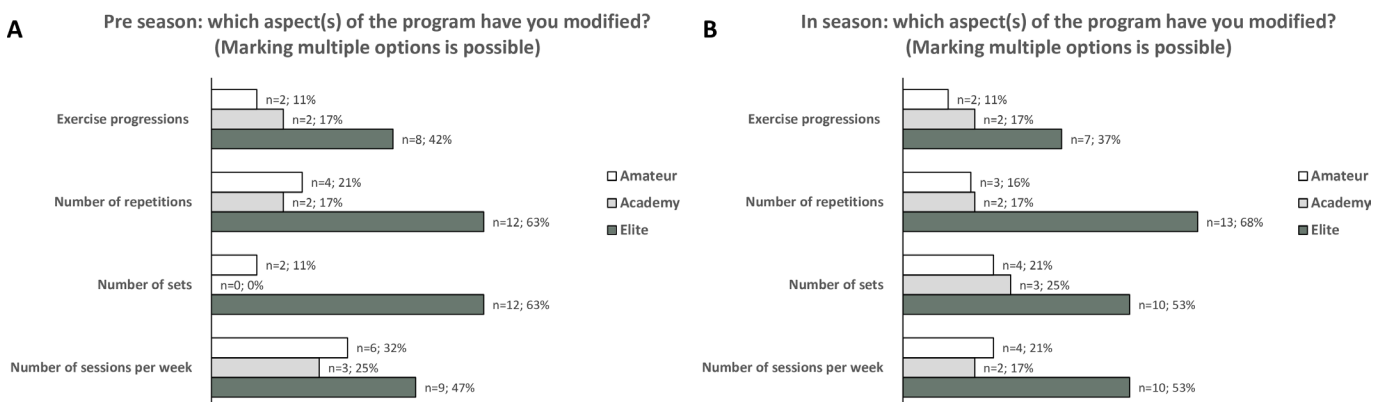 A
Pre season: which aspect(s) of the program have you modified?
(Marking multiple options is possible)
Exercise progressions
n=2; 11%
n=2; 17%
n=8; 42%
Number of repetitions
n=4; 21%
n=2; 17%
n=12; 63%
Number of sets
n=2; 11%
n=0; 0%
n=12; 63%
Number of sessions per week
n=6; 32%
n=3; 25%
n=9; 47%
Amateur
Academy
Elite
B
In season: which aspect(s) of the program have you modified?
(Marking multiple options is possible)
Exercise progressions
n=2; 11%
n=2; 17%
n=7; 37%
Number of repetitions
n=3; 16%
n=2; 17%
n=13; 68%
Number of sets
n=4; 21%
n=3; 25%
n=10; 53%
Number of sessions per week
n=4; 21%
n=2; 17%
n=10; 53%
Amateur
Academy
Elite